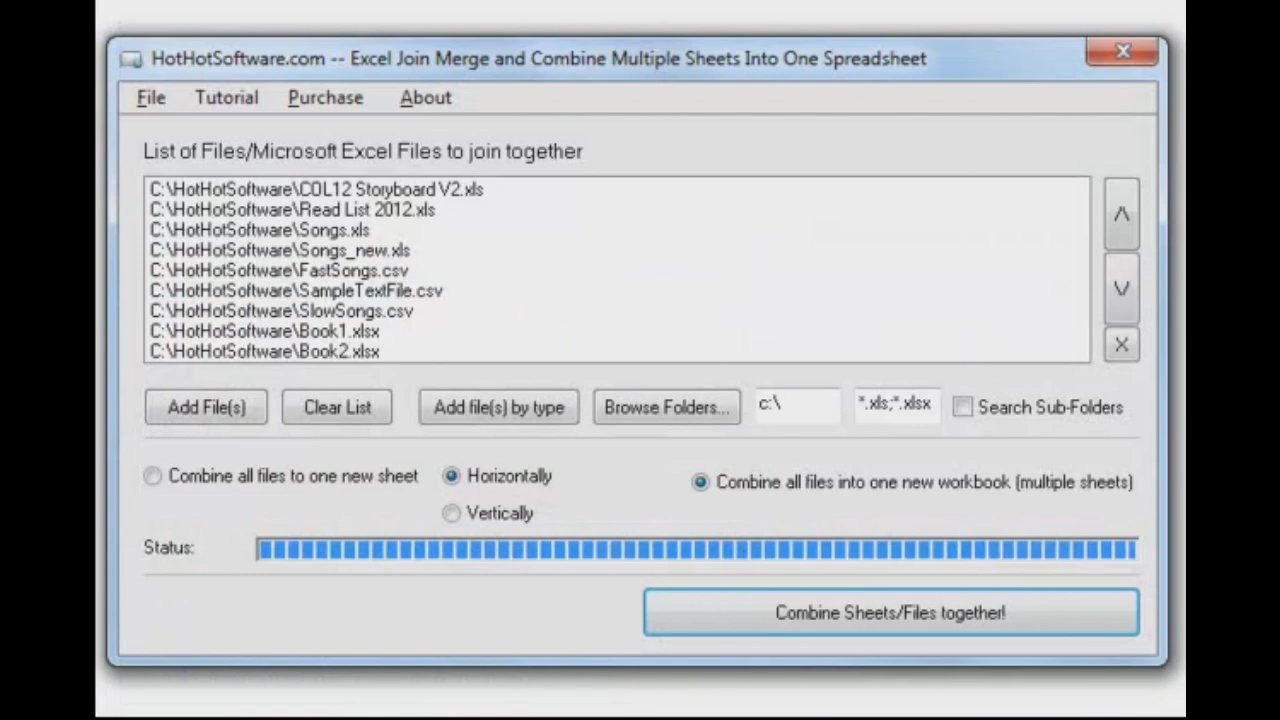 HotHotSoftware.com -- Excel Join Merge and Combine Multiple Sheets Into One Spreadsheet
File Tutorial Purchase About
List of Files/Microsoft Excel Files to join together
C:\HotHotSoftware\COL12 Storyboard V2.xls
C:\HotHotSoftware\Read List 2012.xls
C:\HotHotSoftware\Songs.xls
C:\HotHotSoftware\Songs_new.xls
C:\HotHotSoftware\FastSongs.csv
C:\HotHotSoftware\SampleTextFile.csv
C:\HotHotSoftware\SlowSongs.csv
C:\HotHotSoftware\Book1.xlsx
C:\HotHotSoftware\Book2.xlsx
/\
\/
X
Add File(s) Clear List Add file(s) by type Browse Folders... c:\ *.xls;*.xlsx Search Sub-Folders
Combine all files to one new sheet Horizontally Combine all files into one new workbook (multiple sheets)
Vertically
Status:
Combine Sheets/Files together!